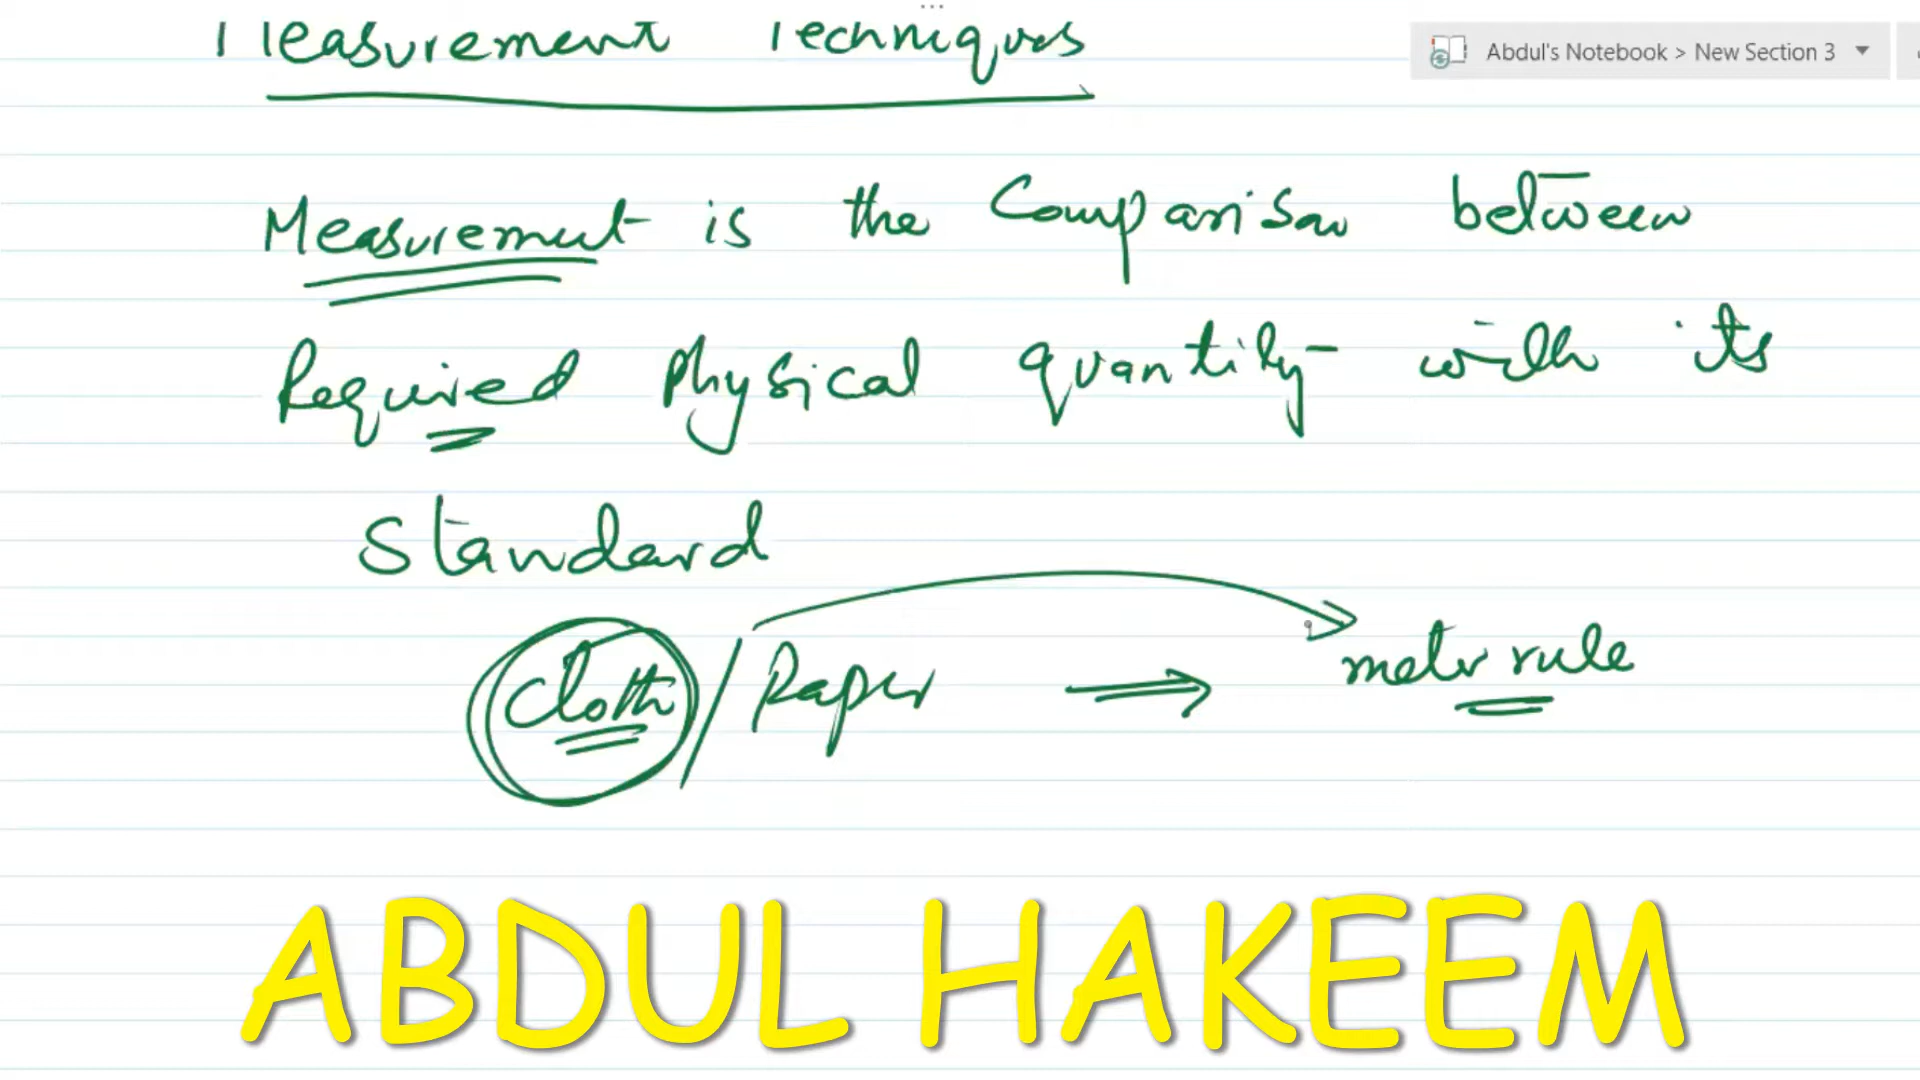 Measurement Techniques
Abdul's Notebook > New Section 3
Measurement is the Comparison between
Required physical quantity with its
Standard
Cloth / Paper ⇒ meter rule
ABDUL HAKEEM